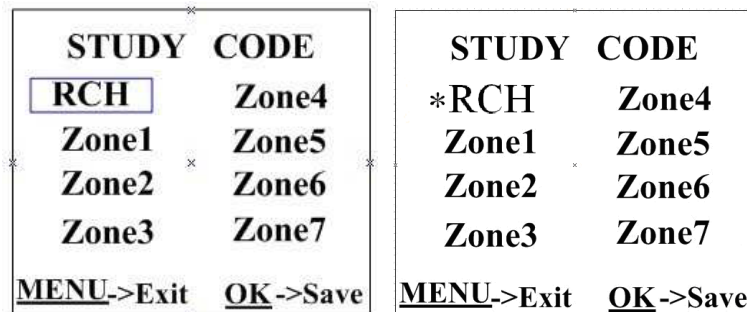 STUDY CODE
RCH Zone4
Zone1 Zone5
Zone2 Zone6
Zone3 Zone7
MENU->Exit OK->Save
STUDY CODE
*RCH Zone4
Zone1 Zone5
Zone2 Zone6
Zone3 Zone7
MENU->Exit OK->Save